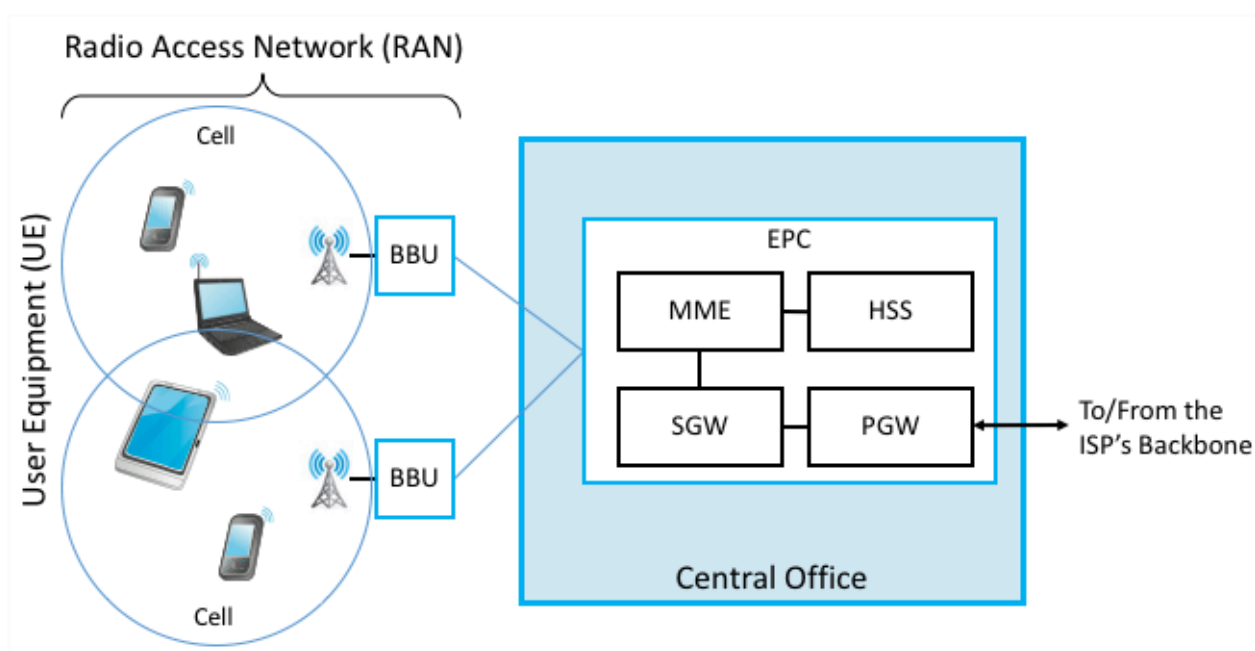 Radio Access Network (RAN)
Cell
User Equipment (UE)
BBU
EPC
MME
HSS
SGW
PGW
To/From the
ISP's Backbone
BBU
Cell
Central Office